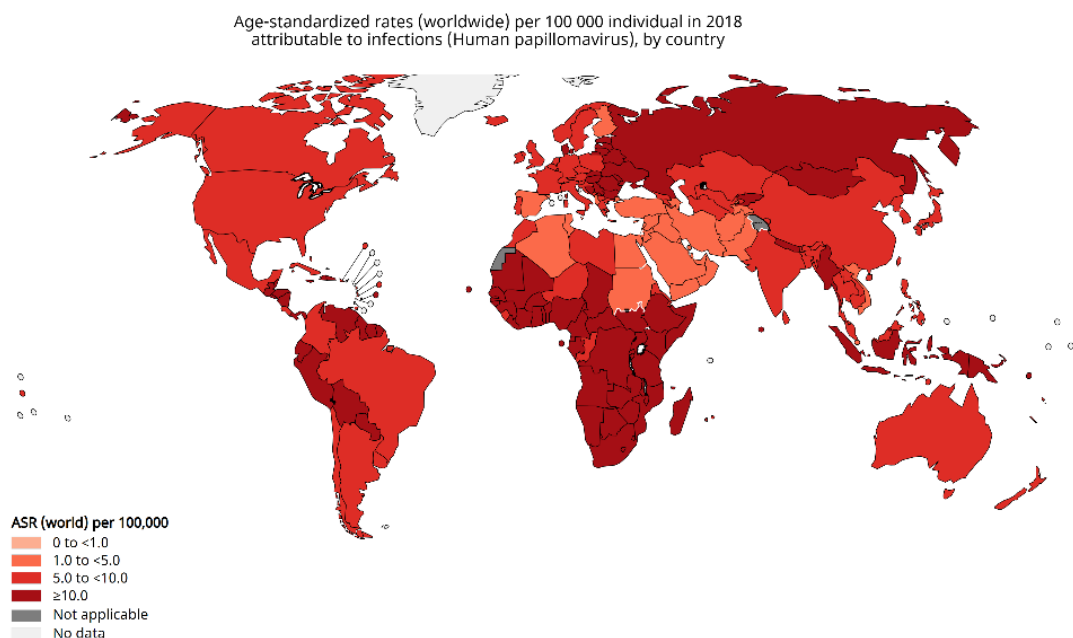 Age-standardized rates (worldwide) per 100 000 individual in 2018
attributable to infections (Human papillomavirus), by country
ASR (world) per 100,000
0 to <1.0
1.0 to <5.0
5.0 to <10.0
≥10.0
Not applicable
No data